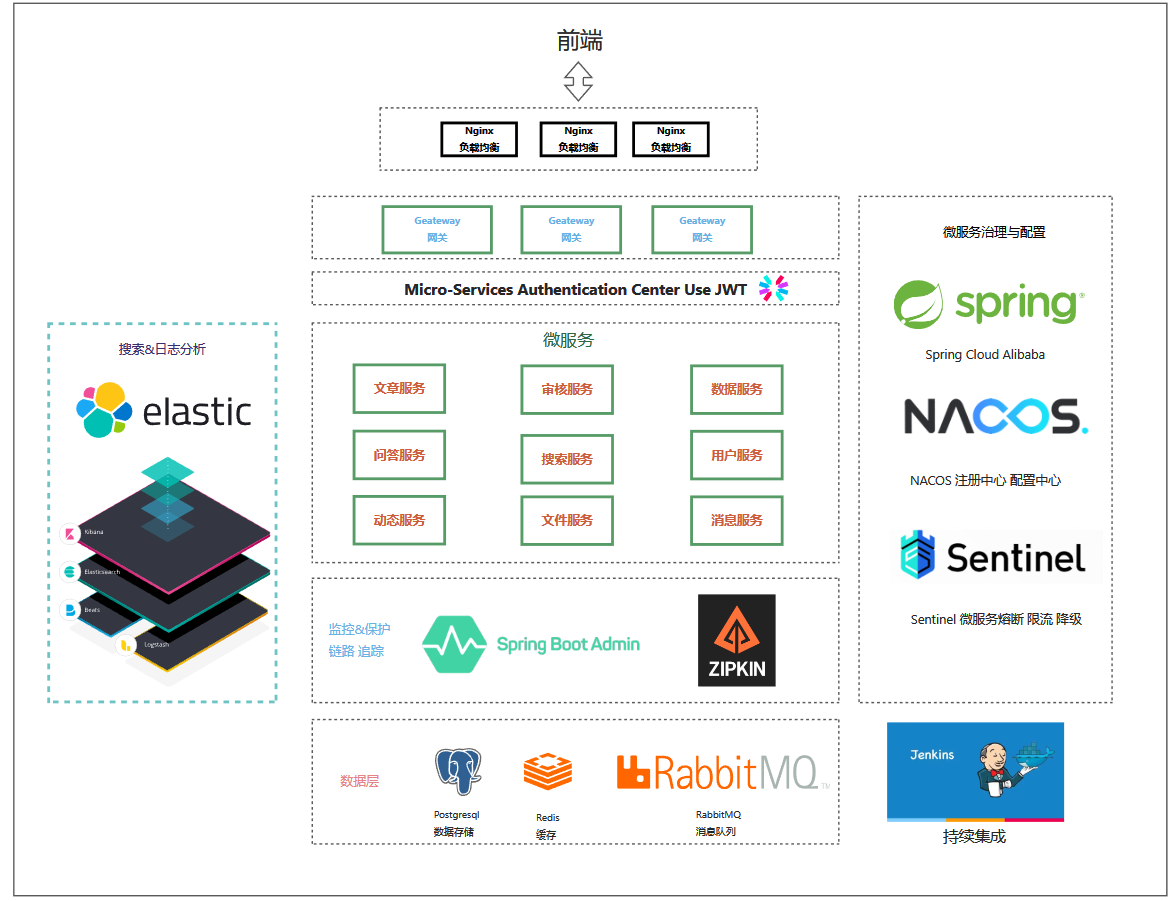 前端
Nginx
负载均衡
Nginx
负载均衡
Nginx
负载均衡
Geateway
网关
Geateway
网关
Geateway
网关
Micro-Services Authentication Center Use JWT
搜索&日志分析
elastic
Kibana
Elasticsearch
Beats
Logstash
微服务
文章服务
审核服务
数据服务
问答服务
搜索服务
用户服务
动态服务
文件服务
消息服务
监控&保护
链路 追踪
Spring Boot Admin
ZIPKIN
数据层
Postgresql
数据存储
Redis
缓存
RabbitMQ™
RabbitMQ
消息队列
微服务治理与配置
spring®
Spring Cloud Alibaba
NACOS.
NACOS 注册中心 配置中心
Sentinel
Sentinel 微服务熔断 限流 降级
Jenkins
持续集成